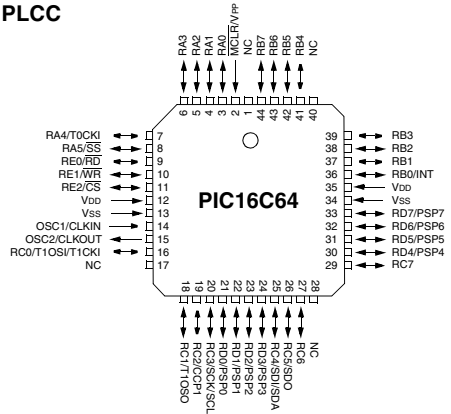 PLCC
RA3
RA2
RA1
RA0
MCLR/VPP
NC
RB7
RB6
RB5
RB4
NC
6
5
4
3
2
1
44
43
42
41
40
RA4/T0CKI
RA5/SS
RE0/RD
RE1/WR
RE2/CS
VDD
VSS
OSC1/CLKIN
OSC2/CLKOUT
RC0/T1OSI/T1CKI
NC
7
8
9
10
11
12
13
14
15
16
17
PIC16C64
39
38
37
36
35
34
33
32
31
30
29
RB3
RB2
RB1
RB0/INT
VDD
VSS
RD7/PSP7
RD6/PSP6
RD5/PSP5
RD4/PSP4
RC7
18
19
20
21
22
23
24
25
26
27
28
RC1/T1OSO
RC2/CCP1
RC3/SCK/SCL
RD0/PSP0
RD1/PSP1
RD2/PSP2
RD3/PSP3
RC4/SDI/SDA
RC5/SDO
RC6
NC